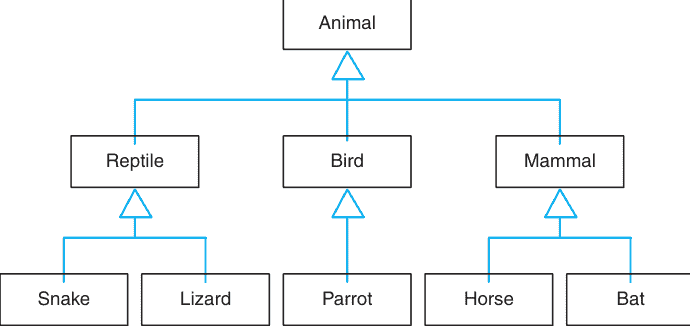 Animal
Reptile
Bird
Mammal
Snake
Lizard
Parrot
Horse
Bat